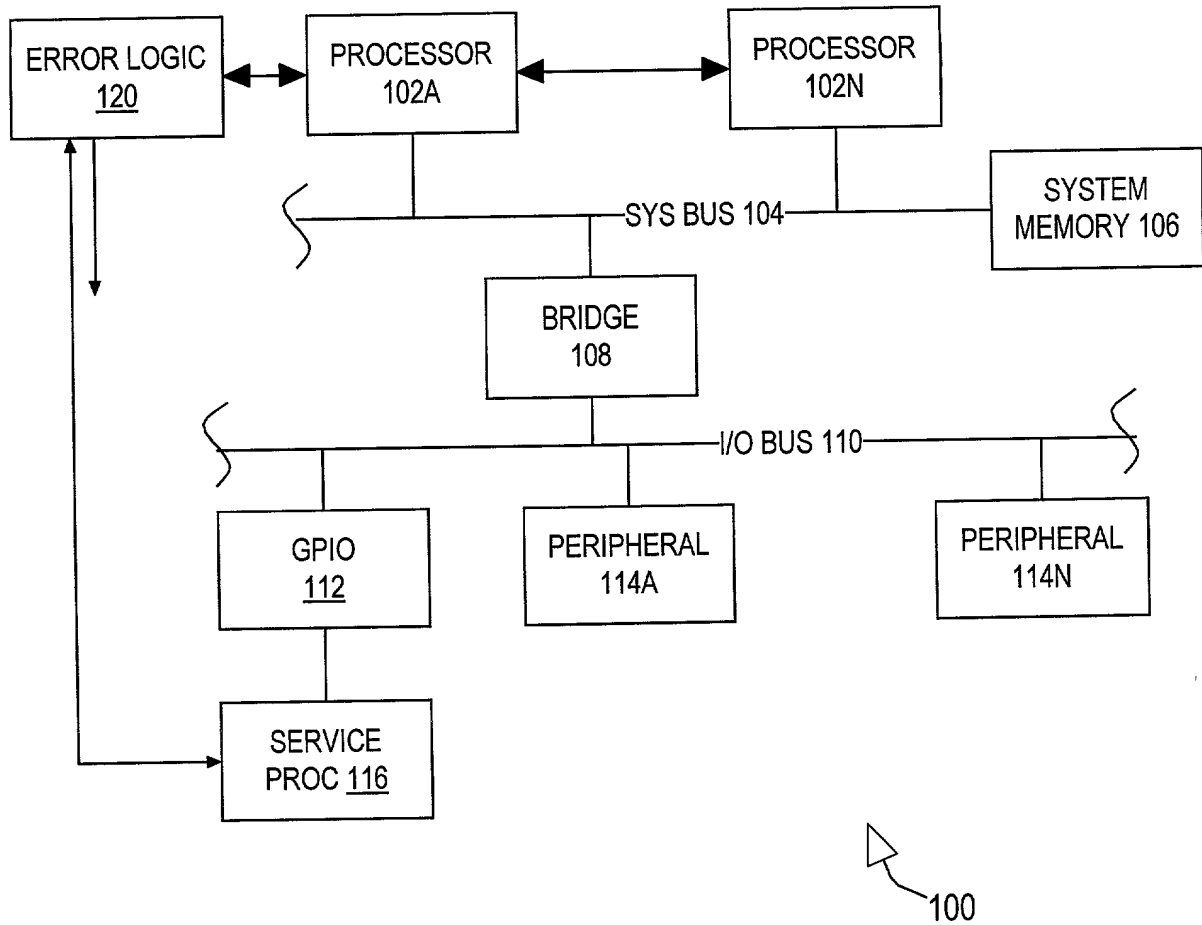 ERROR LOGIC
120
PROCESSOR
102A
PROCESSOR
102N
SYS BUS 104
SYSTEM
MEMORY 106
BRIDGE
108
I/O BUS 110
GPIO
112
PERIPHERAL
114A
PERIPHERAL
114N
SERVICE
PROC 116
100